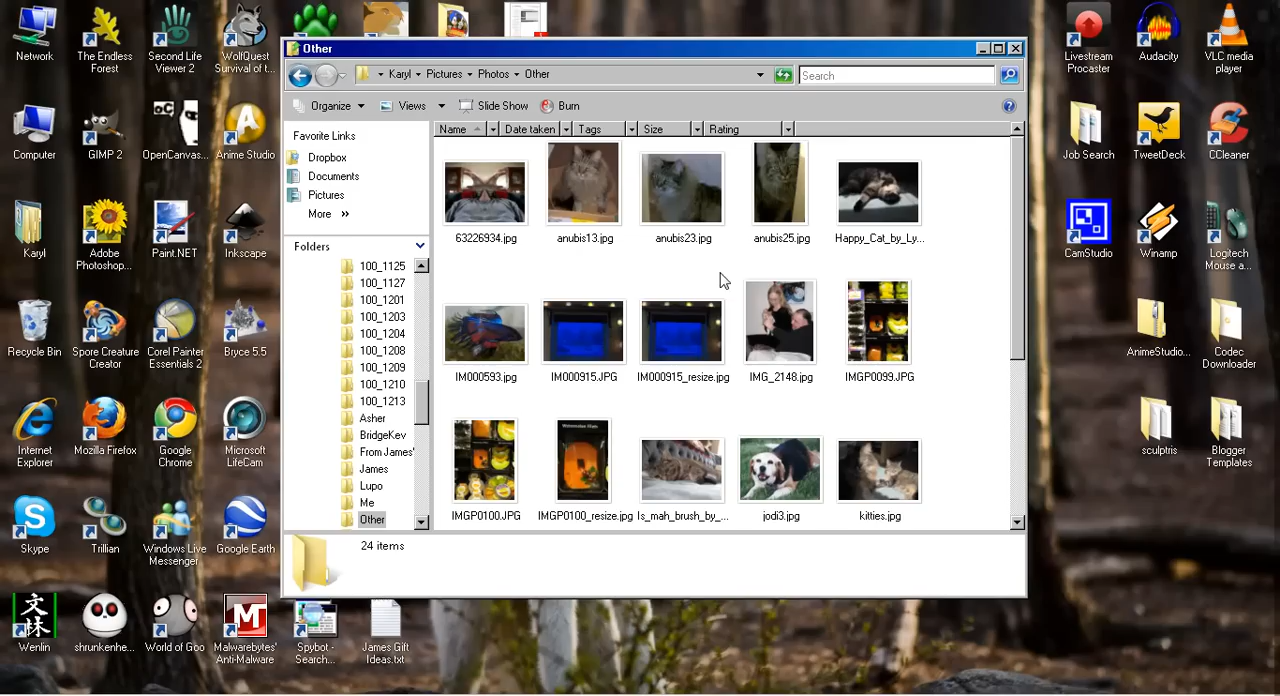 Network
The Endless
Forest
Second Life
Viewer 2
WolfQuest
Survival of t...
Livestream
Procaster
Audacity
VLC media
player
Other
Karyl
Pictures
Photos
Other
Search
Organize
Views
Slide Show
Burn
Favorite Links
Dropbox
Documents
Pictures
More »
Folders
100_1125
100_1127
100_1201
100_1203
100_1204
100_1208
100_1209
100_1210
100_1213
Asher
BridgeKev
From James'
James
Lupo
Me
Other
Name
Date taken
Tags
Size
Rating
63226934.jpg
anubis13.jpg
anubis23.jpg
anubis25.jpg
Happy_Cat_by_Ly...
IM000593.jpg
IM000915.JPG
IM000915_resize.jpg
IMG_2148.jpg
IMGP0099.JPG
IMGP0100.JPG
IMGP0100_resize.jpg
Is_mah_brush_by_...
jodi3.jpg
kitties.jpg
24 items
Computer
GIMP 2
OpenCanvas...
Anime Studio
Job Search
TweetDeck
CCleaner
Karyl
Adobe
Photoshop...
Paint.NET
Inkscape
CamStudio
Winamp
Logitech
Mouse a...
Recycle Bin
Spore Creature
Creator
Corel Painter
Essentials 2
Bryce 5.5
AnimeStudio...
Codec
Downloader
Internet
Explorer
Mozilla Firefox
Google
Chrome
Microsoft
LifeCam
sculptris
Blogger
Templates
Skype
Trillian
Windows Live
Messenger
Google Earth
文
林
Wenlin
shrunkenhe...
World of Goo
Malwarebytes'
Anti-Malware
Spybot -
Search...
James Gift
Ideas.txt